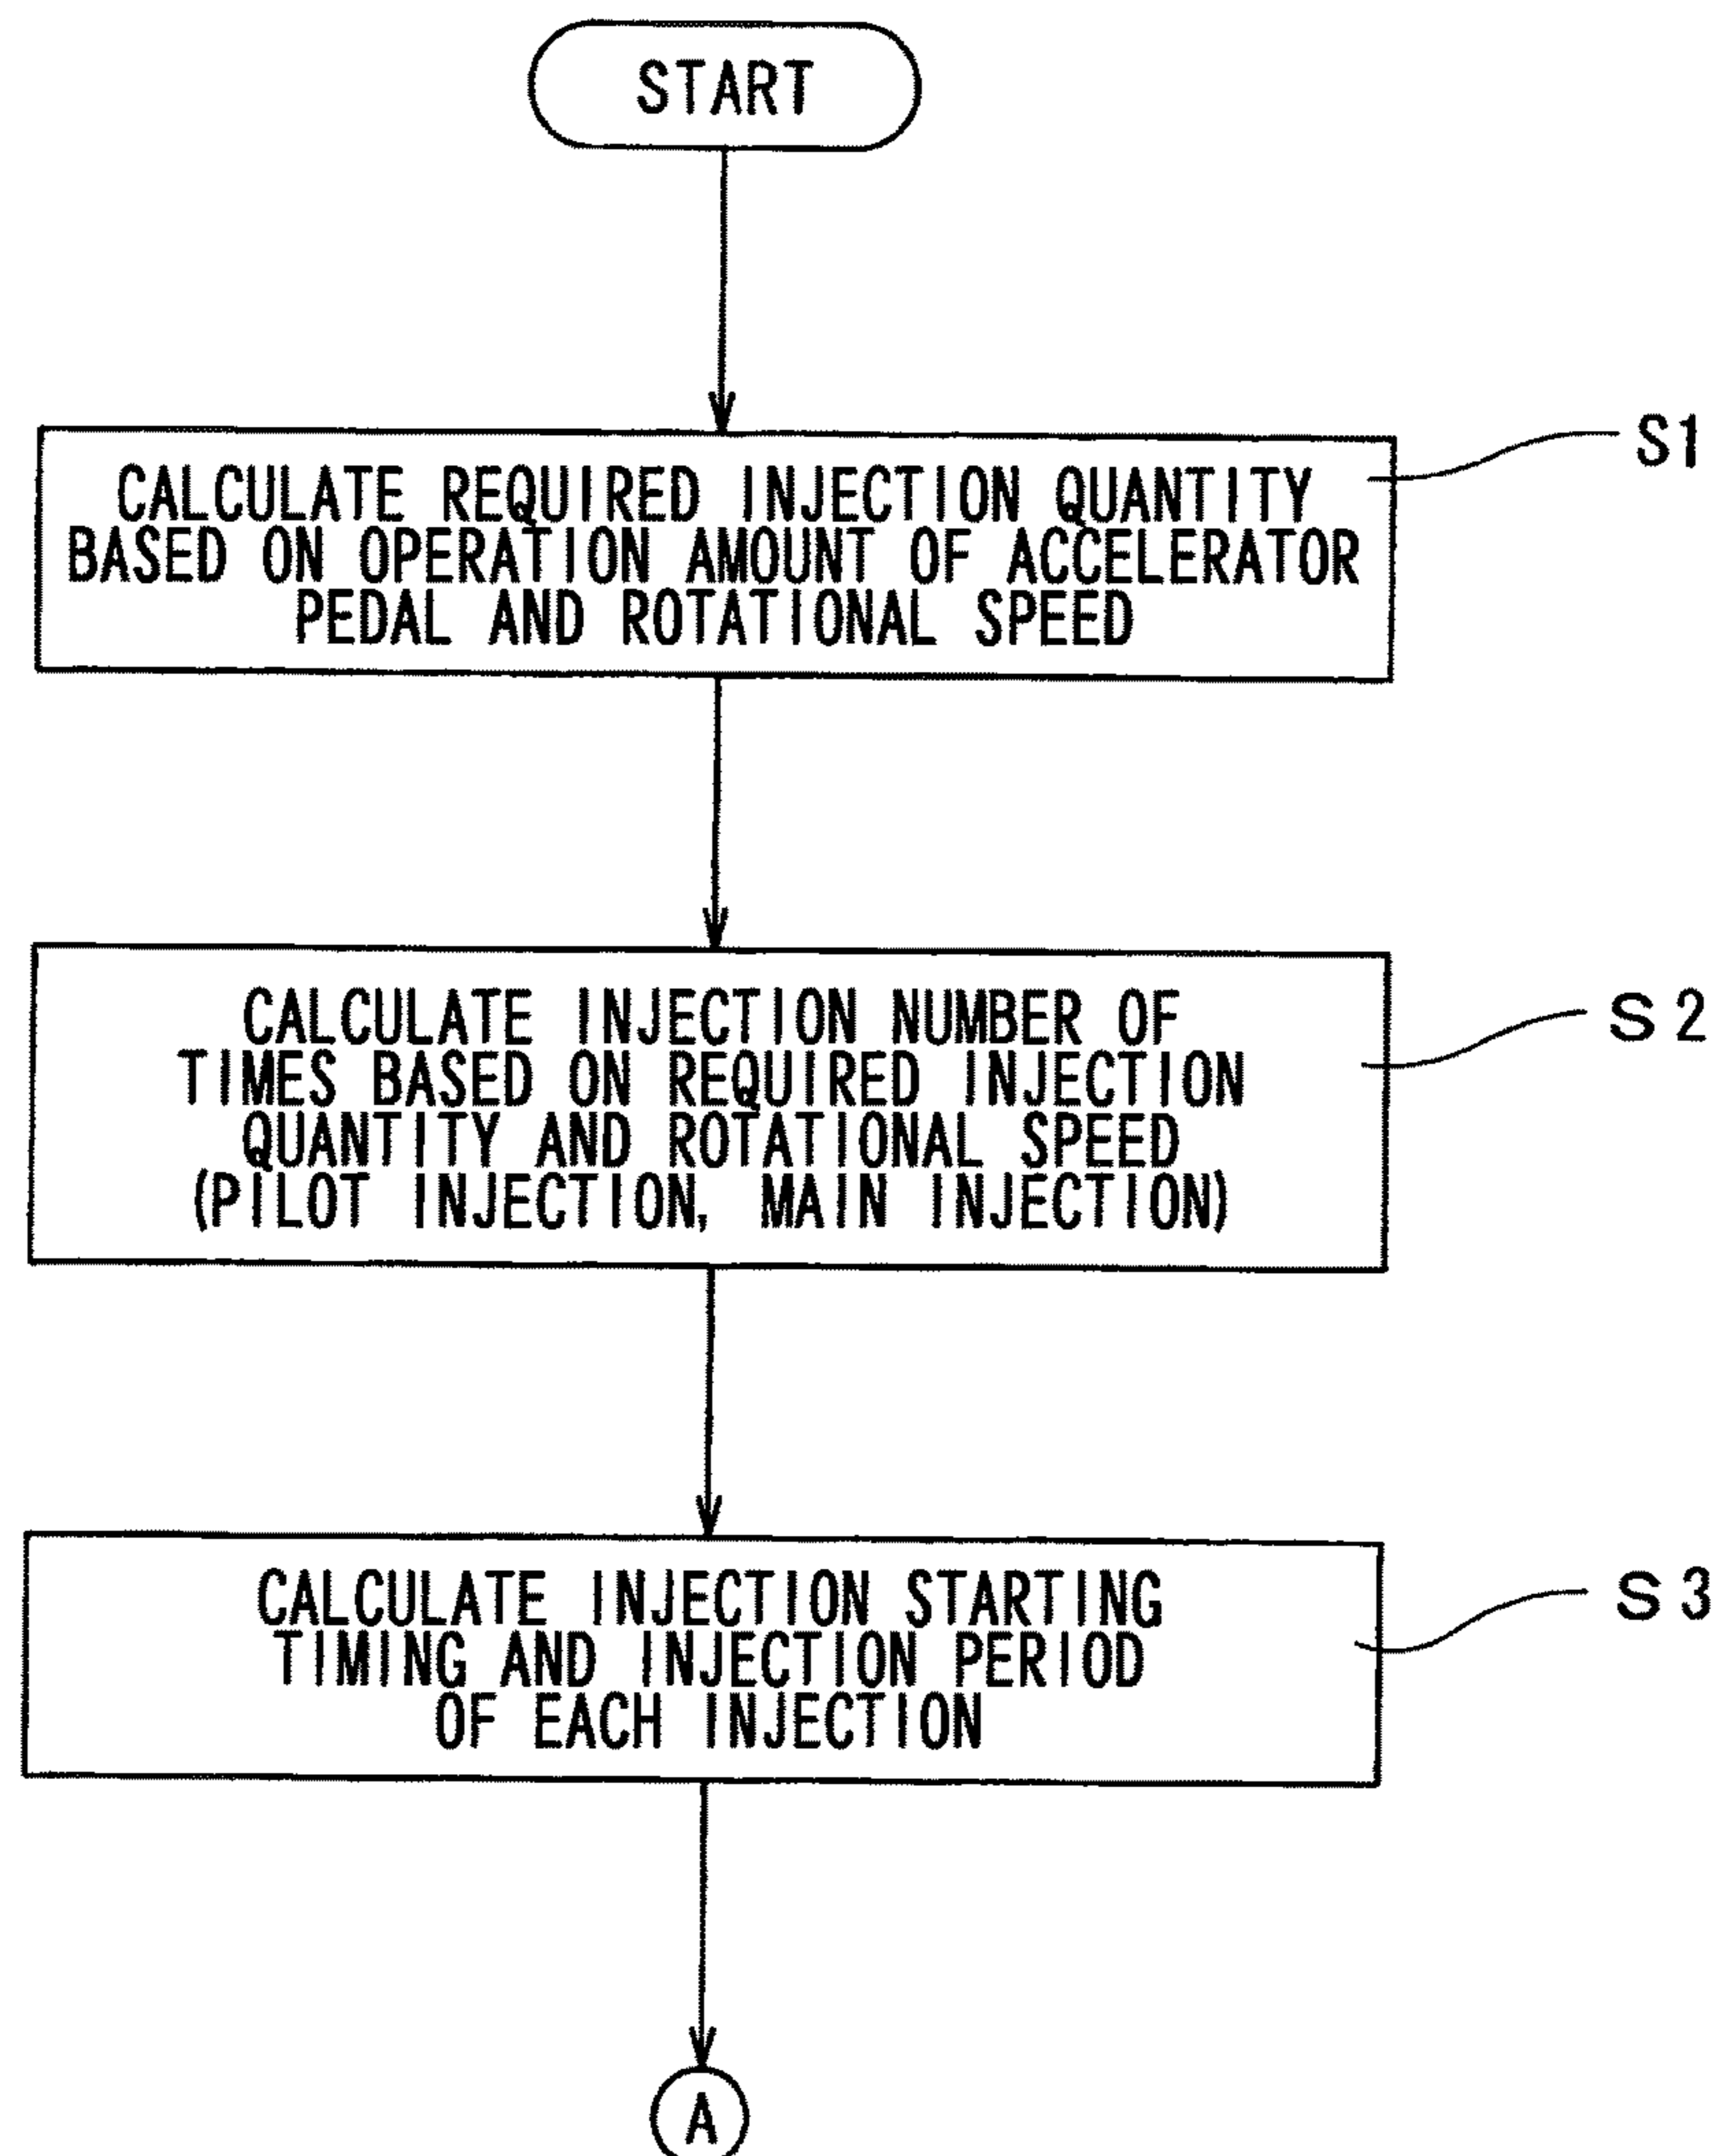 START
S1
CALCULATE REQUIRED INJECTION QUANTITY
BASED ON OPERATION AMOUNT OF ACCELERATOR
PEDAL AND ROTATIONAL SPEED
S2
CALCULATE INJECTION NUMBER OF
TIMES BASED ON REQUIRED INJECTION
QUANTITY AND ROTATIONAL SPEED
(PILOT INJECTION, MAIN INJECTION)
S3
CALCULATE INJECTION STARTING
TIMING AND INJECTION PERIOD
OF EACH INJECTION
A